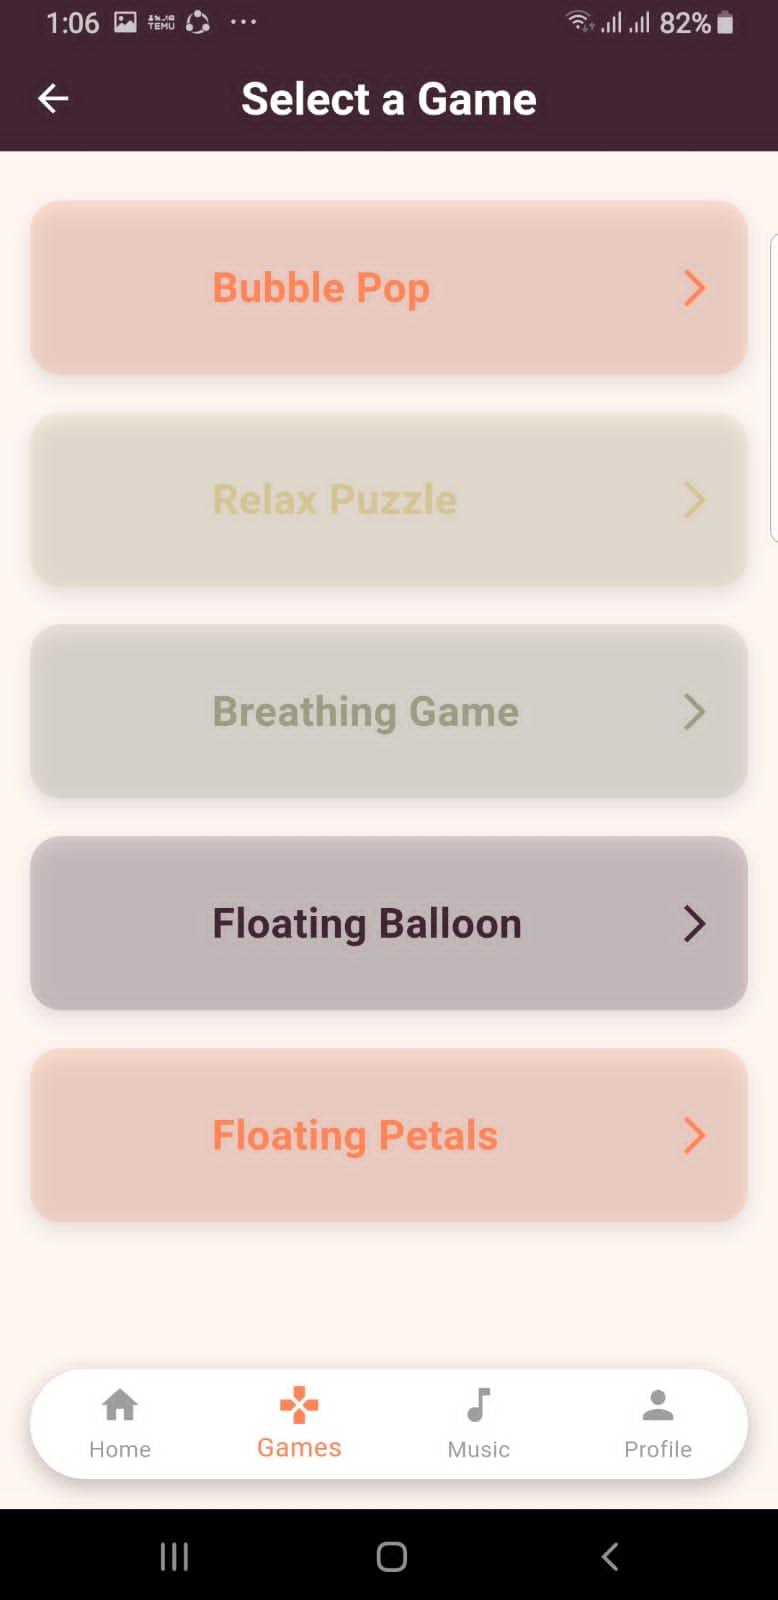 1:06 TEMU 82%
Select a Game
Bubble Pop
Relax Puzzle
Breathing Game
Floating Balloon
Floating Petals
Home Games Music Profile